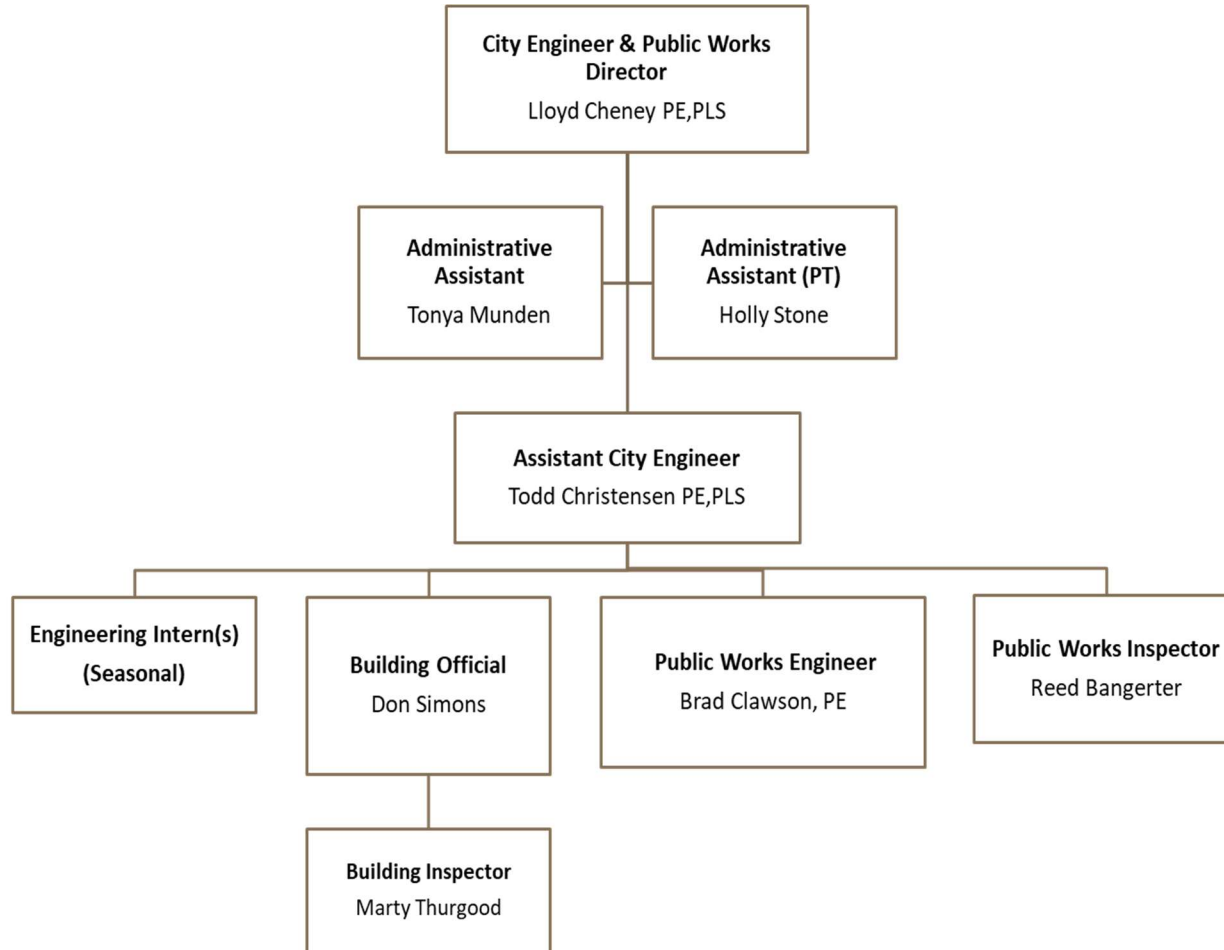 City Engineer & Public Works
Director
Lloyd Cheney PE,PLS
Administrative
Assistant
Tonya Munden
Administrative
Assistant (PT)
Holly Stone
Assistant City Engineer
Todd Christensen PE,PLS
Engineering Intern(s)
(Seasonal)
Building Official
Don Simons
Public Works Engineer
Brad Clawson, PE
Public Works Inspector
Reed Bangerter
Building Inspector
Marty Thurgood